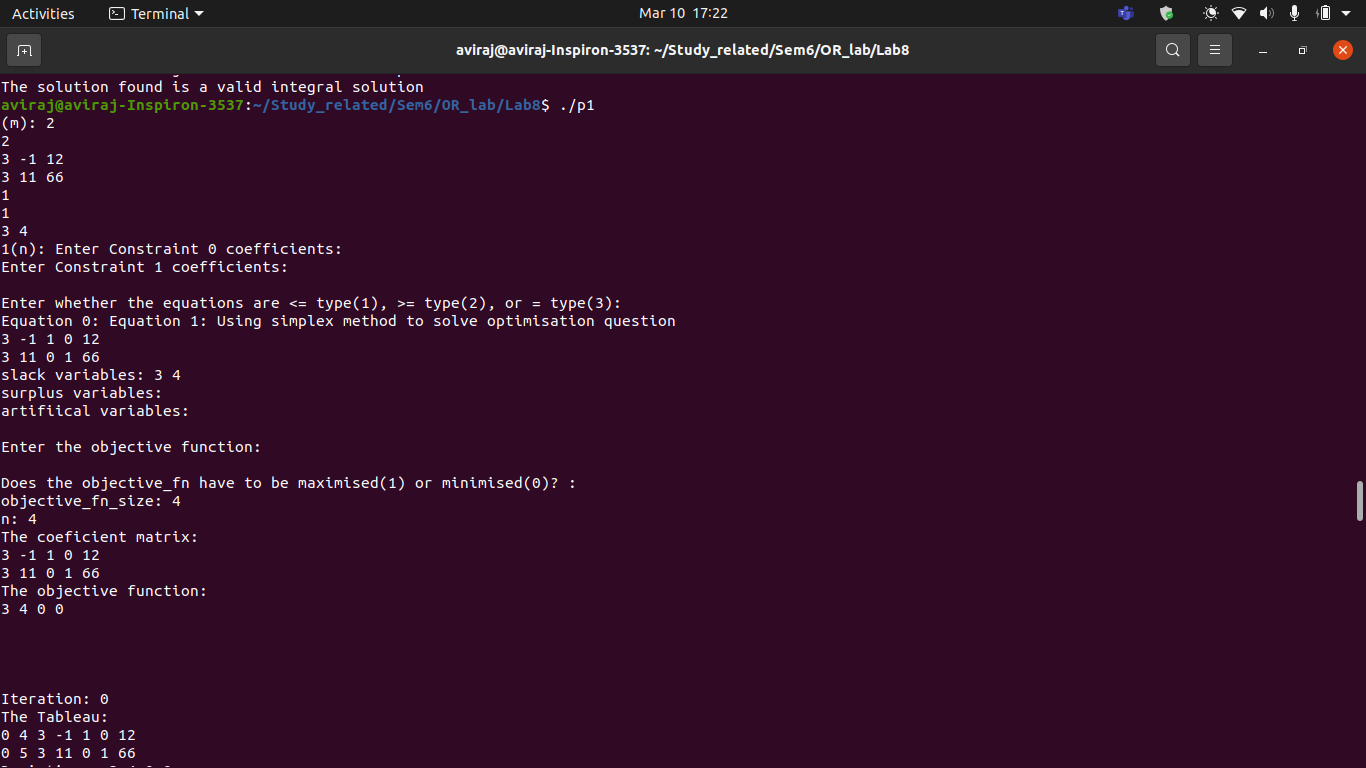 Activities Terminal Mar 10 17:22
aviraj@aviraj-Inspiron-3537: ~/Study_related/Sem6/OR_lab/Lab8
The solution found is a valid integral solution
aviraj@aviraj-Inspiron-3537:~/Study_related/Sem6/OR_lab/Lab8$ ./p1
(m): 2
2
3 -1 12
3 11 66
1
1
3 4
1(n): Enter Constraint 0 coefficients:
Enter Constraint 1 coefficients:
Enter whether the equations are <= type(1), >= type(2), or = type(3):
Equation 0: Equation 1: Using simplex method to solve optimisation question
3 -1 1 0 12
3 11 0 1 66
slack variables: 3 4
surplus variables:
artifiical variables:
Enter the objective function:
Does the objective_fn have to be maximised(1) or minimised(0)? :
objective_fn_size: 4
n: 4
The coeficient matrix:
3 -1 1 0 12
3 11 0 1 66
The objective function:
3 4 0 0
Iteration: 0
The Tableau:
0 4 3 -1 1 0 12
0 5 3 11 0 1 66